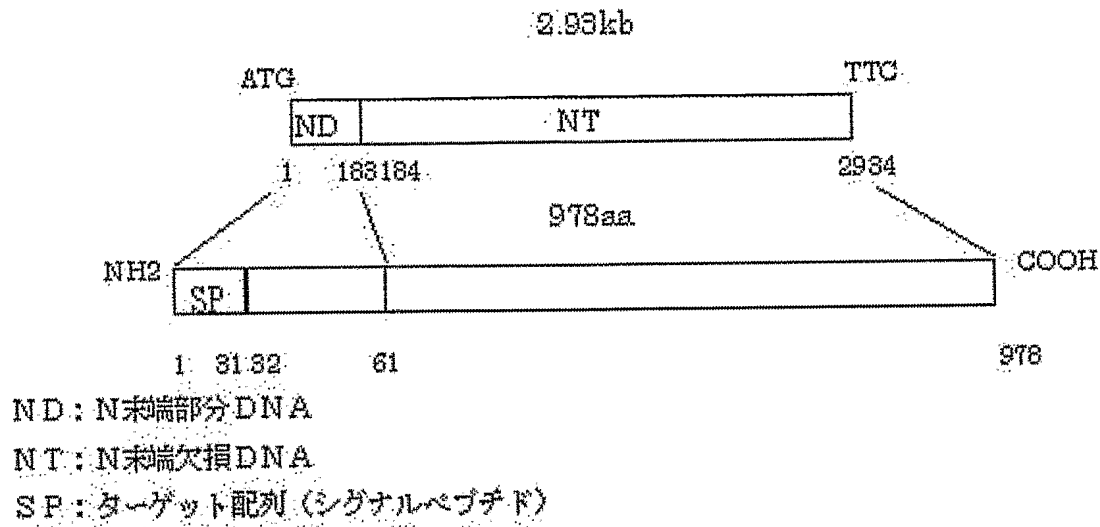 2.93kb
ATG TTC
ND NT
1 183 184 2934
978aa
NH2 COOH
SP
1 31 32 61 978
ND:N末端部分DNA
NT:N末端欠損DNA
SP:ターゲット配列(シグナルペプチド)